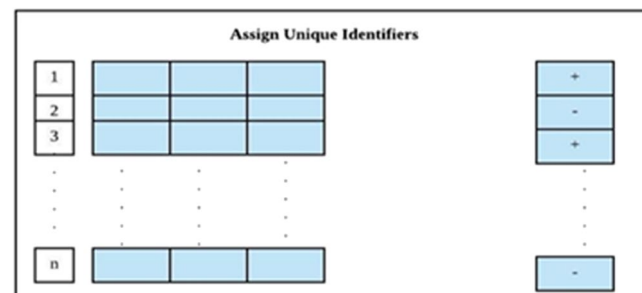 Assign Unique Identifiers
1 +
2 -
3 +
n -